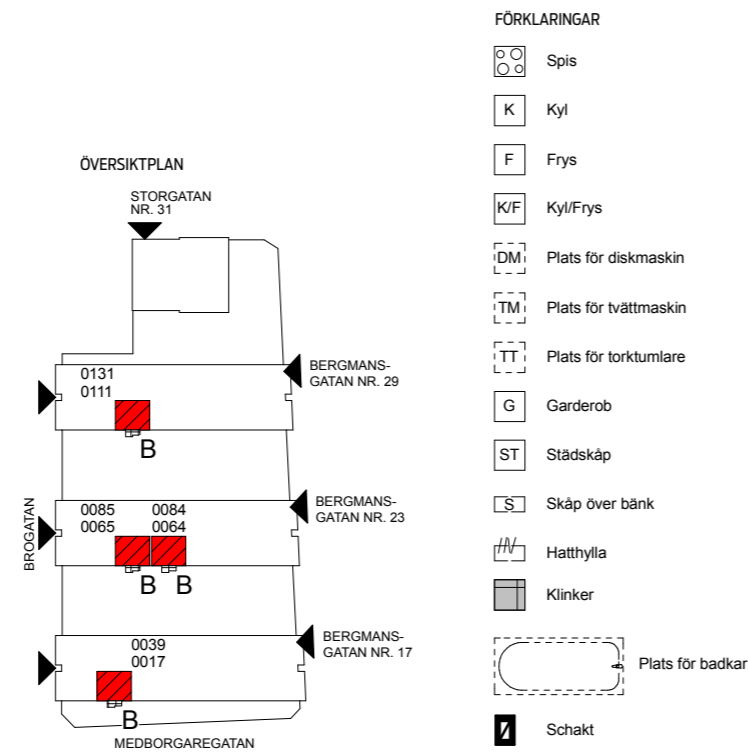 FÖRKLARINGAR
Spis
K Kyl
F Frys
K/F Kyl/Frys
DM Plats för diskmaskin
TM Plats för tvättmaskin
TT Plats för torktumlare
G Garderob
ST Städskåp
S Skåp över bänk
Hatthylla
Klinker
Plats för badkar
Schakt
ÖVERSIKTPLAN
STORGATAN
NR. 31
BERGMANS-
GATAN NR. 29
0131
0111
B
BROGATAN
BERGMANS-
GATAN NR. 23
0085 0084
0065 0064
B B
BERGMANS-
GATAN NR. 17
0039
0017
B
MEDBORGAREGATAN